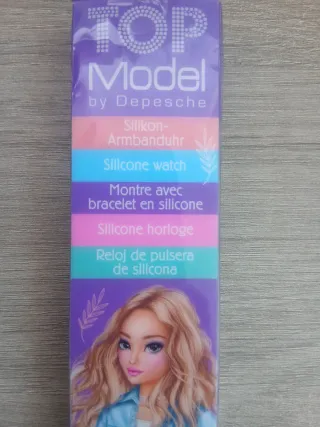 TOP
Model
by Depesche
Silikon-
Armbanduhr
Silicone watch
Montre avec
bracelet en silicone
Silicone horloge
Reloj de pulsera
de silicona